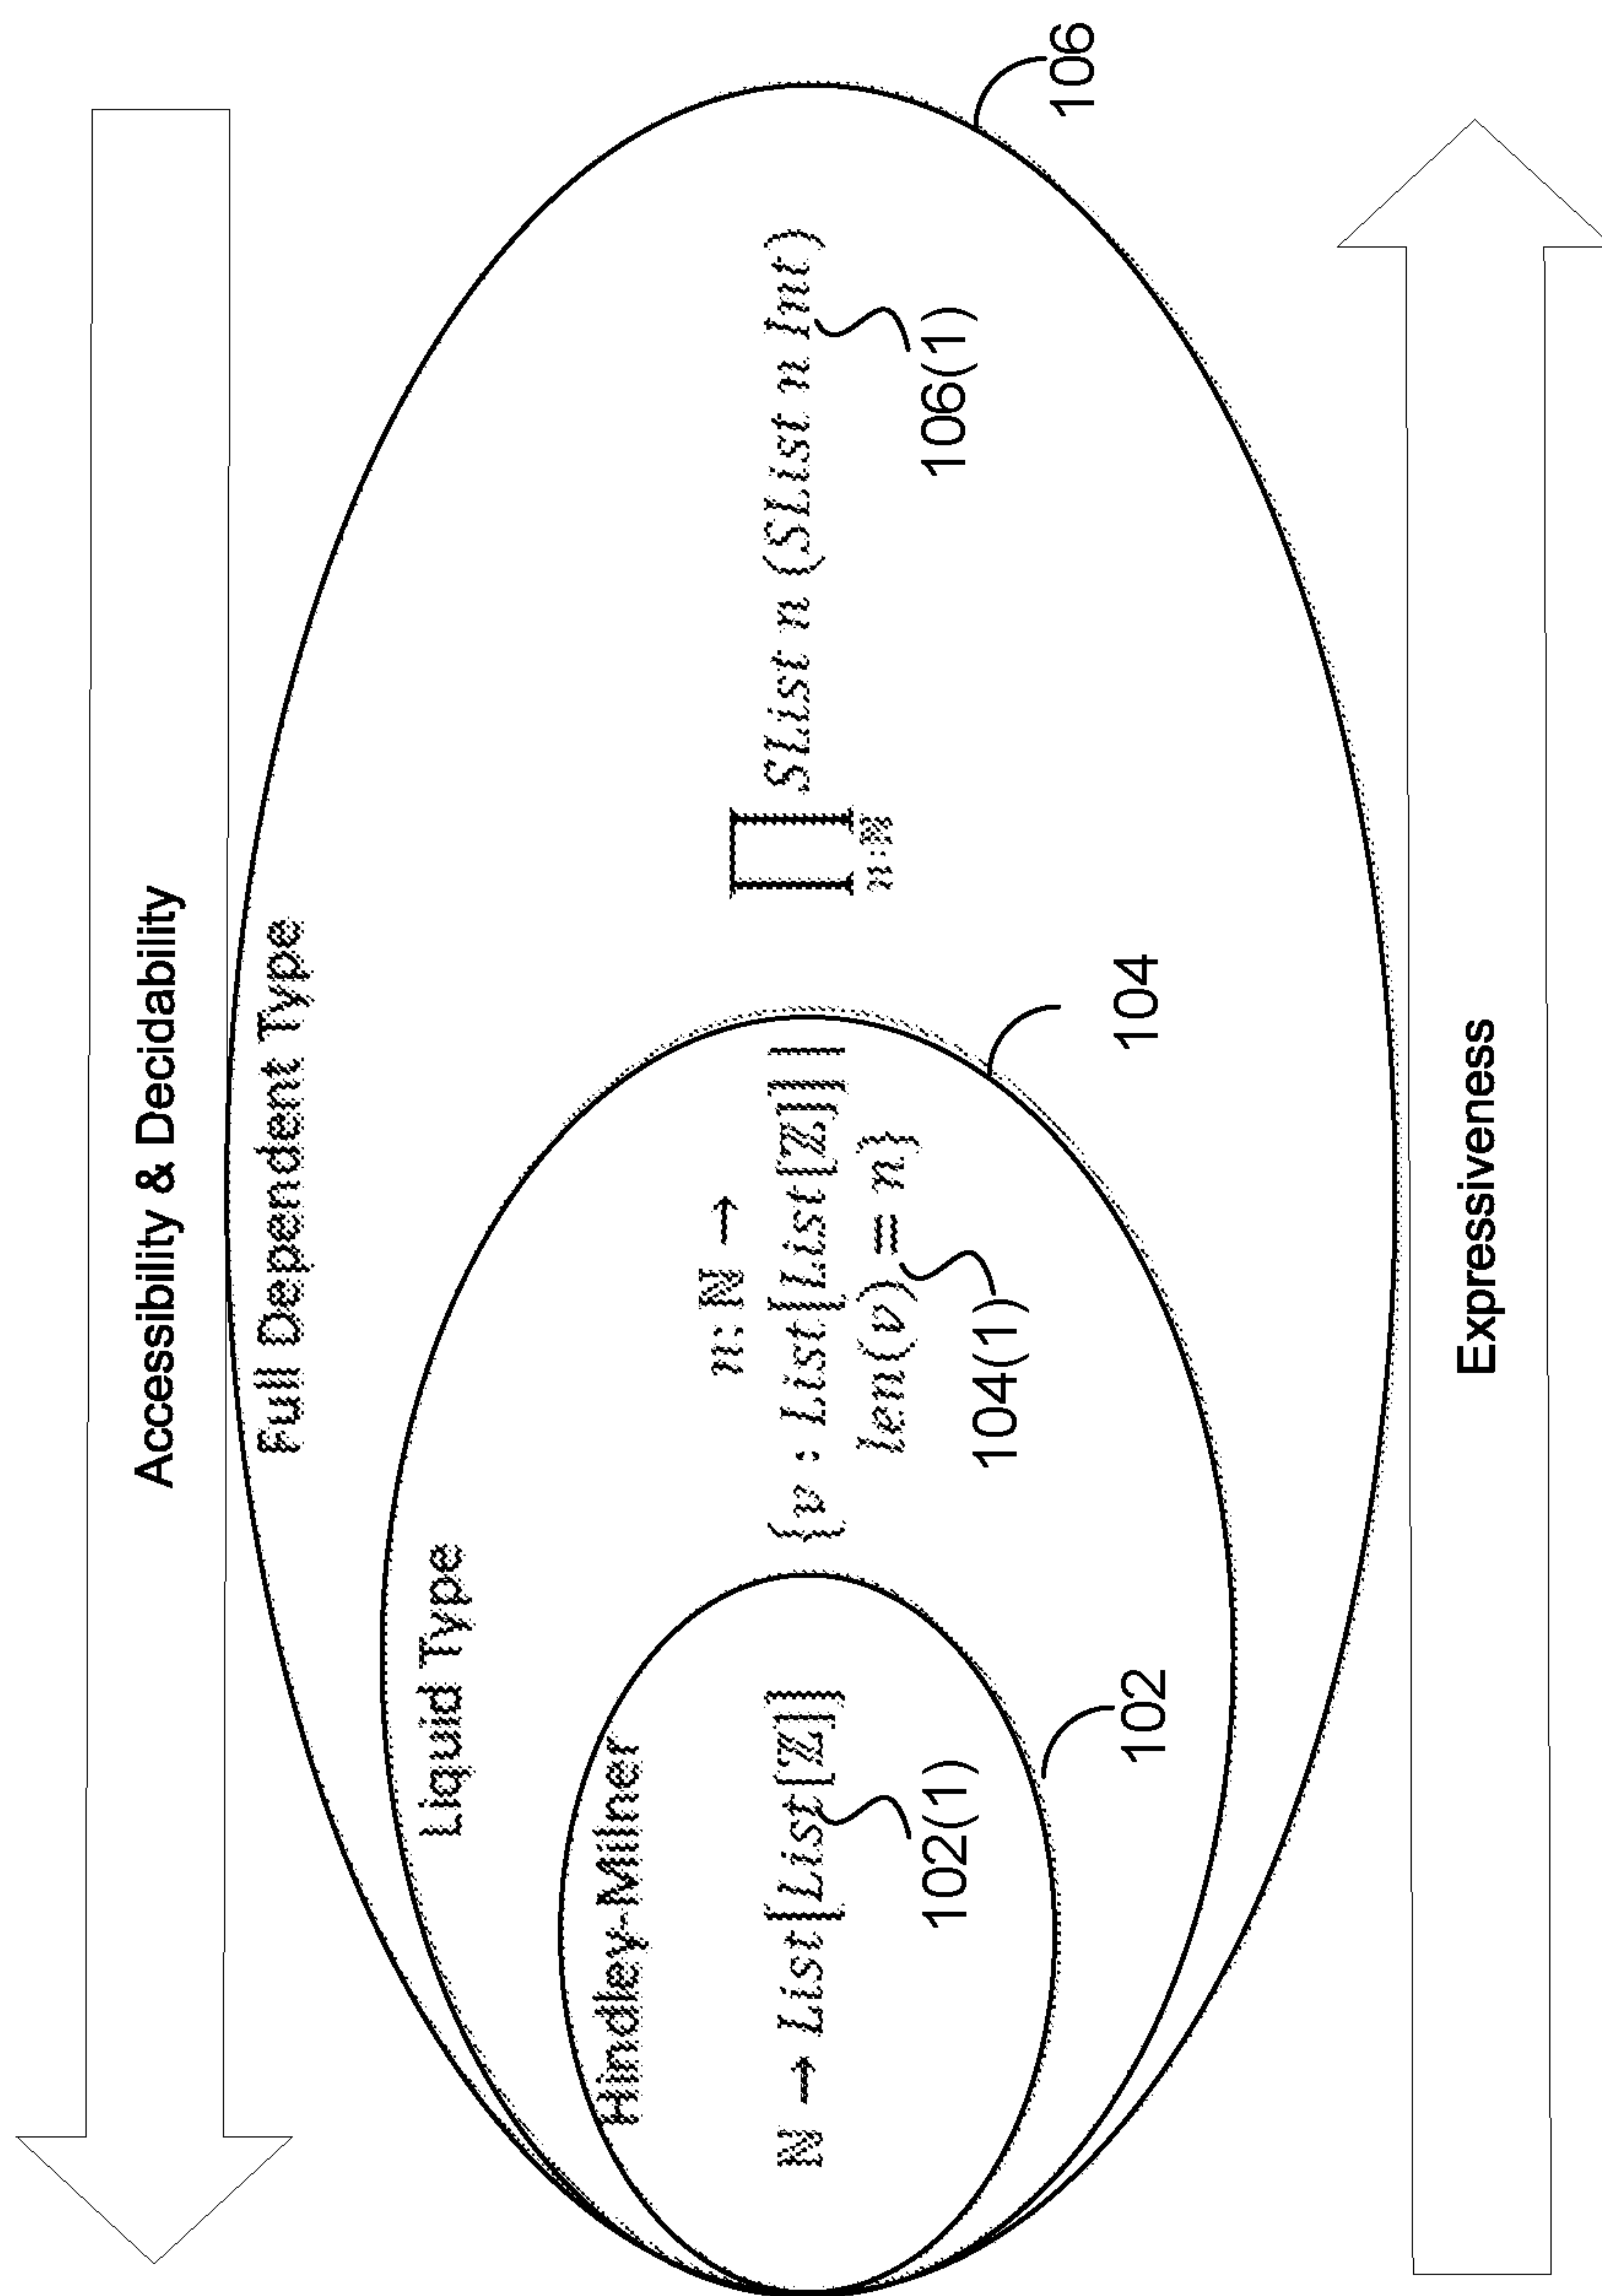 Accessibility & Decidability
Full Dependent Type
Liquid Type
Hindley-Milner
ℕ → List[List[ℤ]]
102(1)
102
n: ℕ →
{v : List[List[ℤ]] |
len(v) = n}
104(1)
104
∏ SList n (SList n Int)
n:ℕ
106(1)
106
Expressiveness